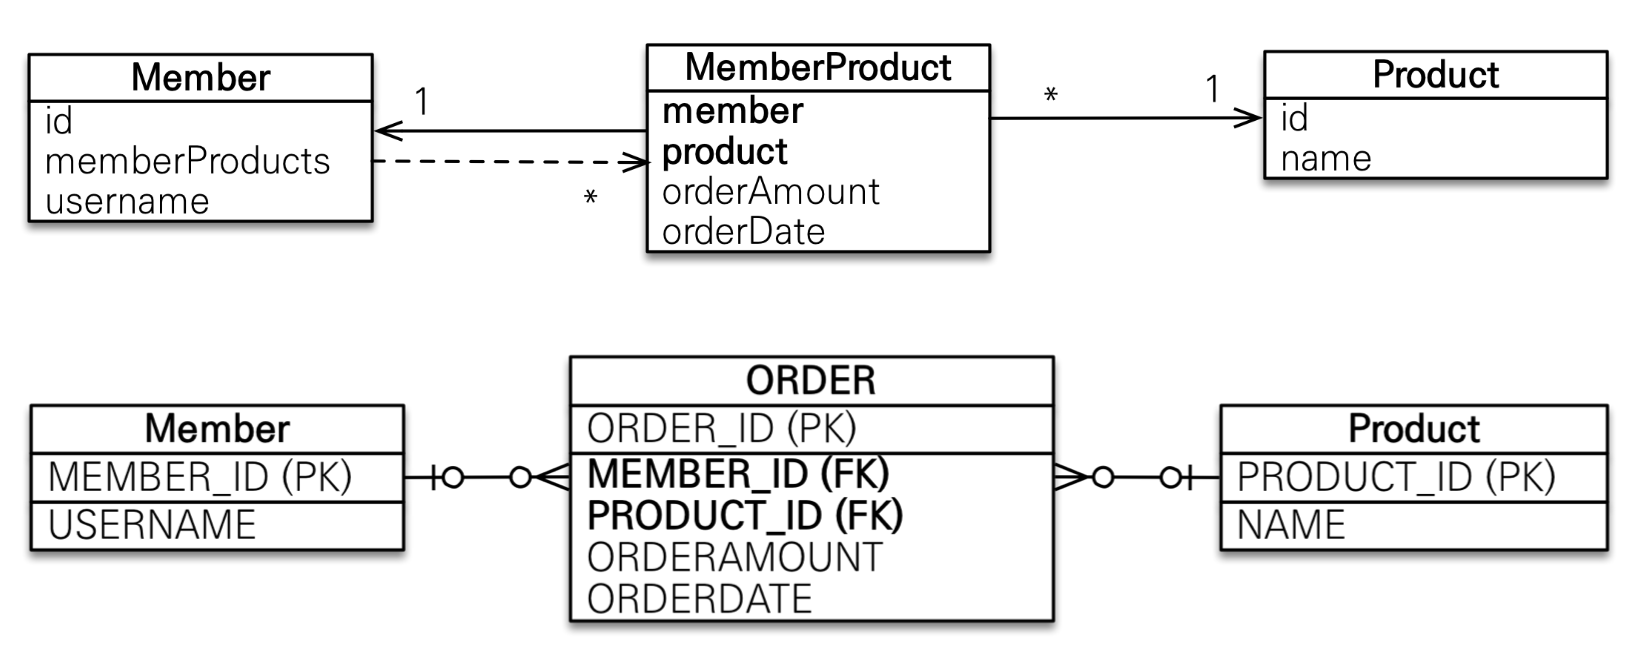 Member
id
memberProducts
username
1
*
MemberProduct
member
product
orderAmount
orderDate
*
1
Product
id
name
Member
MEMBER_ID (PK)
USERNAME
ORDER
ORDER_ID (PK)
MEMBER_ID (FK)
PRODUCT_ID (FK)
ORDERAMOUNT
ORDERDATE
Product
PRODUCT_ID (PK)
NAME